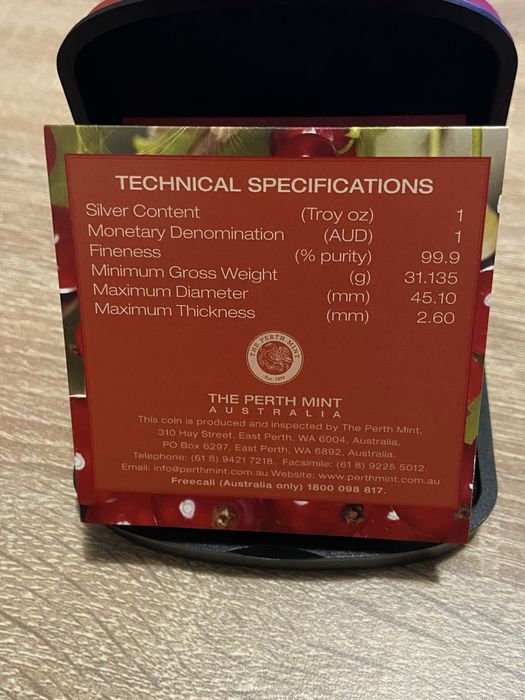 TECHNICAL SPECIFICATIONS
Silver Content (Troy oz) 1
Monetary Denomination (AUD) 1
Fineness (% purity) 99.9
Minimum Gross Weight (g) 31.135
Maximum Diameter (mm) 45.10
Maximum Thickness (mm) 2.60
THE PERTH MINT
Est. 1899
THE PERTH MINT
AUSTRALIA
This coin is produced and inspected by The Perth Mint,
310 Hay Street, East Perth, WA 6004, Australia.
PO Box 6297, East Perth, WA 6892, Australia.
Telephone: (61 8) 9421 7218. Facsimile: (61 8) 9225 5012.
Email: info@perthmint.com.au Website: www.perthmint.com.au
Freecall (Australia only) 1800 098 817.